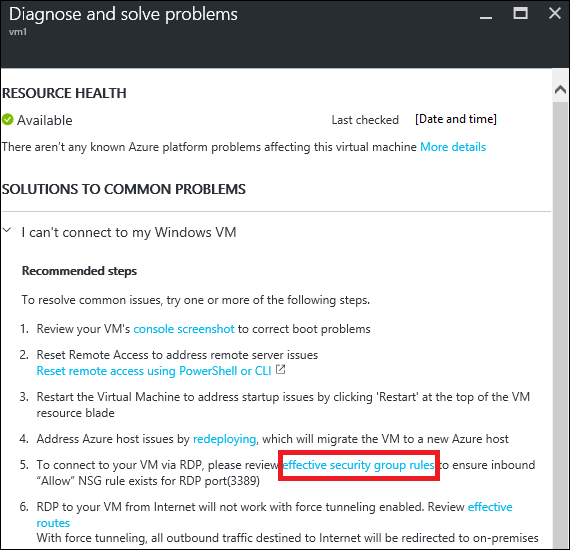 Diagnose and solve problems
vm1
RESOURCE HEALTH
Available Last checked [Date and time]
There aren't any known Azure platform problems affecting this virtual machine More details
SOLUTIONS TO COMMON PROBLEMS
I can't connect to my Windows VM
Recommended steps
To resolve common issues, try one or more of the following steps.
1. Review your VM's console screenshot to correct boot problems
2. Reset Remote Access to address remote server issues
Reset remote access using PowerShell or CLI
3. Restart the Virtual Machine to address startup issues by clicking 'Restart' at the top of the VM
resource blade
4. Address Azure host issues by redeploying, which will migrate the VM to a new Azure host
5. To connect to your VM via RDP, please review effective security group rules to ensure inbound
“Allow” NSG rule exists for RDP port(3389)
6. RDP to your VM from Internet will not work with force tunneling enabled. Review effective
routes
With force tunneling, all outbound traffic destined to Internet will be redirected to on-premises